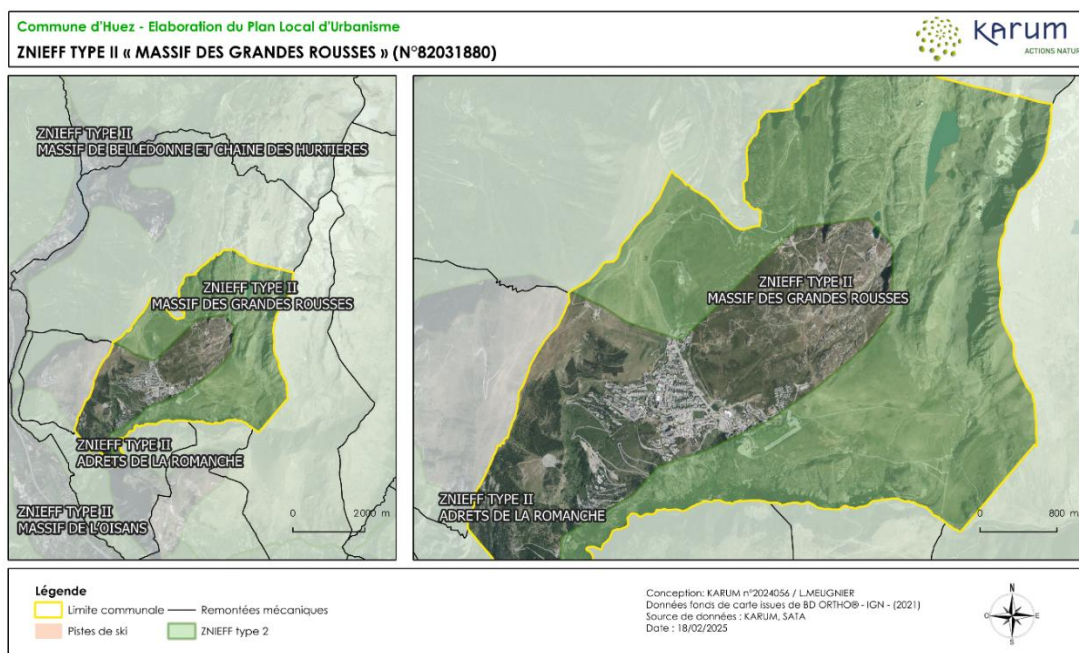 Commune d'Huez - Elaboration du Plan Local d'Urbanisme
ZNIEFF TYPE II « MASSIF DES GRANDES ROUSSES » (N°82031880)
KARUM
ACTIONS NATURE
ZNIEFF TYPE II
MASSIF DE BELLEDONNE ET CHAINE DES HURTIERES
ZNIEFF TYPE II
MASSIF DES GRANDES ROUSSES
ZNIEFF TYPE II
ADRETS DE LA ROMANCHE
ZNIEFF TYPE II
MASSIF DE L'OISANS
0 2000 m
ZNIEFF TYPE II
MASSIF DES GRANDES ROUSSES
ZNIEFF TYPE II
ADRETS DE LA ROMANCHE
0 800 m
Légende
Limite communale
Remontées mécaniques
Pistes de ski
ZNIEFF type 2
Conception: KARUM n°2024056 / L.MEUGNIER
Données fonds de carte issues de BD ORTHO® - IGN - (2021)
Source de données : KARUM, SATA
Date : 18/02/2025
N
O
E
S